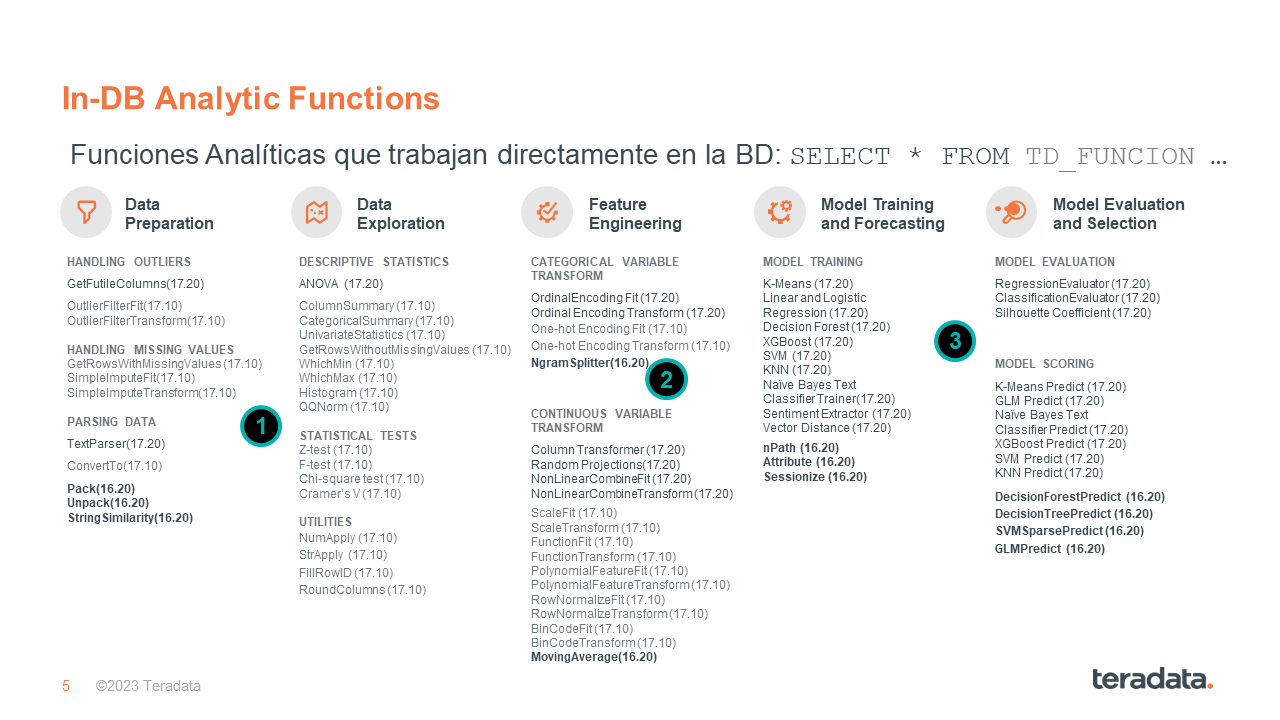 In-DB Analytic Functions
Funciones Analíticas que trabajan directamente en la BD: SELECT * FROM TD_FUNCION …
Data
Preparation
HANDLING OUTLIERS
GetFutileColumns(17.20)
OutlierFilterFit(17.10)
OutlierFilterTransform(17.10)
HANDLING MISSING VALUES
GetRowsWithMissingValues (17.10)
SimpleImputeFit(17.10)
SimpleImputeTransform(17.10)
PARSING DATA
TextParser(17.20)
ConvertTo(17.10)
Pack(16.20)
Unpack(16.20)
StringSimilarity(16.20)
1
Data
Exploration
DESCRIPTIVE STATISTICS
ANOVA (17.20)
ColumnSummary (17.10)
CategoricalSummary (17.10)
UnivariateStatistics (17.10)
GetRowsWithoutMissingValues (17.10)
WhichMin (17.10)
WhichMax (17.10)
Histogram (17.10)
QQNorm (17.10)
STATISTICAL TESTS
Z-test (17.10)
F-test (17.10)
Chi-square test (17.10)
Cramer's V (17.10)
UTILITIES
NumApply (17.10)
StrApply (17.10)
FillRowID (17.10)
RoundColumns (17.10)
Feature
Engineering
CATEGORICAL VARIABLE
TRANSFORM
OrdinalEncoding Fit (17.20)
Ordinal Encoding Transform (17.20)
One-hot Encoding Fit (17.10)
One-hot Encoding Transform (17.10)
NgramSplitter(16.20)
2
CONTINUOUS VARIABLE
TRANSFORM
Column Transformer (17.20)
Random Projections(17.20)
NonLinearCombineFit (17.20)
NonLinearCombineTransform (17.20)
ScaleFit (17.10)
ScaleTransform (17.10)
FunctionFit (17.10)
FunctionTransform (17.10)
PolynomialFeatureFit (17.10)
PolynomialFeatureTransform (17.10)
RowNormalizeFit (17.10)
RowNormalizeTransform (17.10)
BinCodeFit (17.10)
BinCodeTransform (17.10)
MovingAverage(16.20)
Model Training
and Forecasting
MODEL TRAINING
K-Means (17.20)
Linear and Logistic
Regression (17.20)
Decision Forest (17.20)
XGBoost (17.20)
SVM (17.20)
KNN (17.20)
Naïve Bayes Text
Classifier Trainer(17.20)
Sentiment Extractor (17.20)
Vector Distance (17.20)
nPath (16.20)
Attribute (16.20)
Sessionize (16.20)
3
Model Evaluation
and Selection
MODEL EVALUATION
RegressionEvaluator (17.20)
ClassificationEvaluator (17.20)
Silhouette Coefficient (17.20)
MODEL SCORING
K-Means Predict (17.20)
GLM Predict (17.20)
Naïve Bayes Text
Classifier Predict (17.20)
XGBoost Predict (17.20)
SVM Predict (17.20)
KNN Predict (17.20)
DecisionForestPredict (16.20)
DecisionTreePredict (16.20)
SVMSparsePredict (16.20)
GLMPredict (16.20)
5 ©2023 Teradata
teradata.